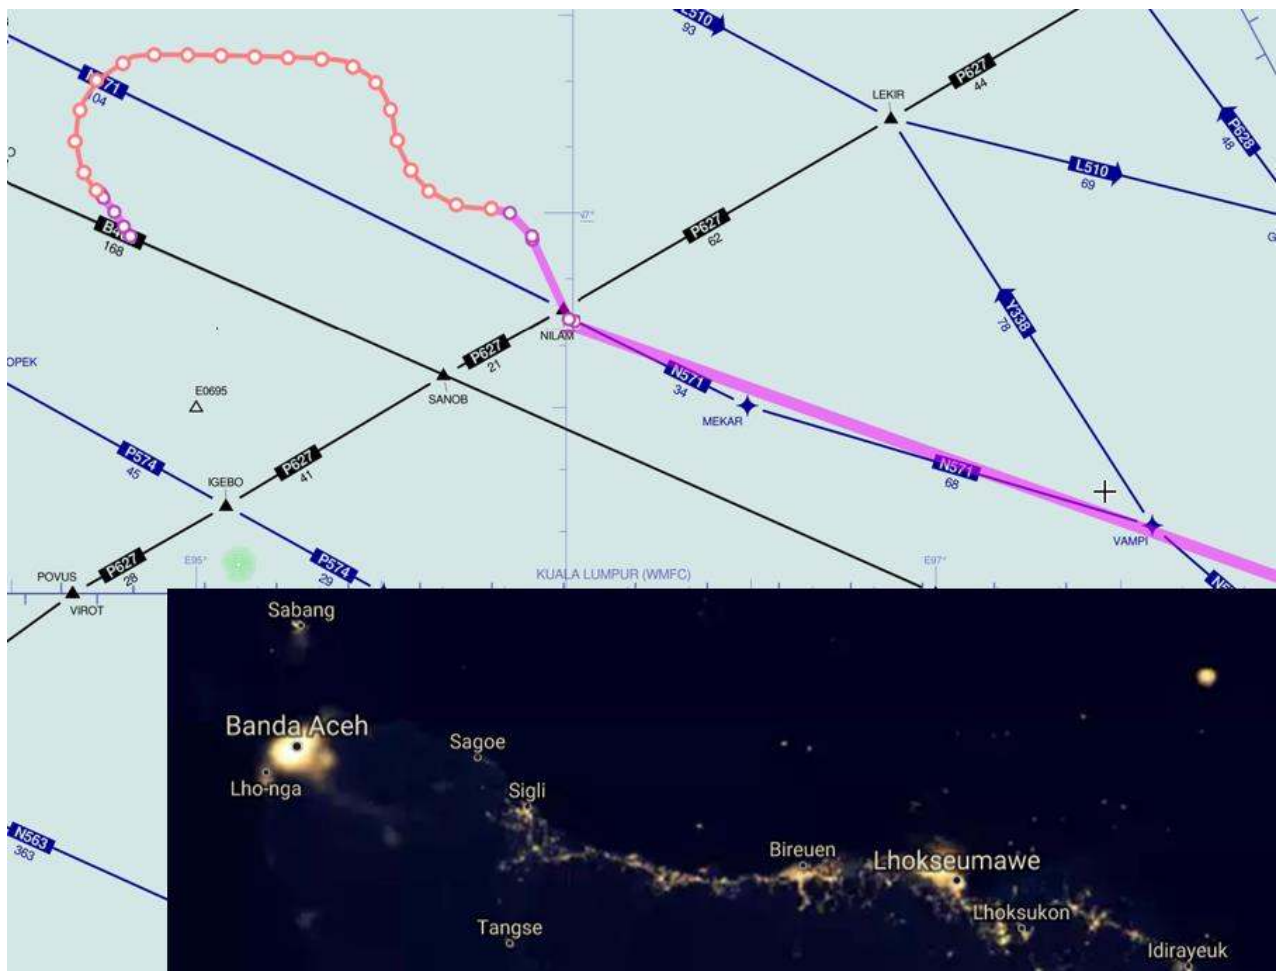 L510
93
LEKIR
P627
44
P628
48
L510
69
04
168
P627
62
Y338
78
NILAM
P627
21
SANOB
N571
34
MEKAR
N571
68
VAMPI
OPEK
E0695
P574
45
IGEBO
P627
41
E95°
E97°
POVUS
P627
28
VIROT
P574
29
KUALA LUMPUR (WMFC)
N563
363
Sabang
Banda Aceh
Lho-nga
Sagoe
Sigli
Bireuen
Lhokseumawe
Lhoksukon
Tangse
Idirayeuk